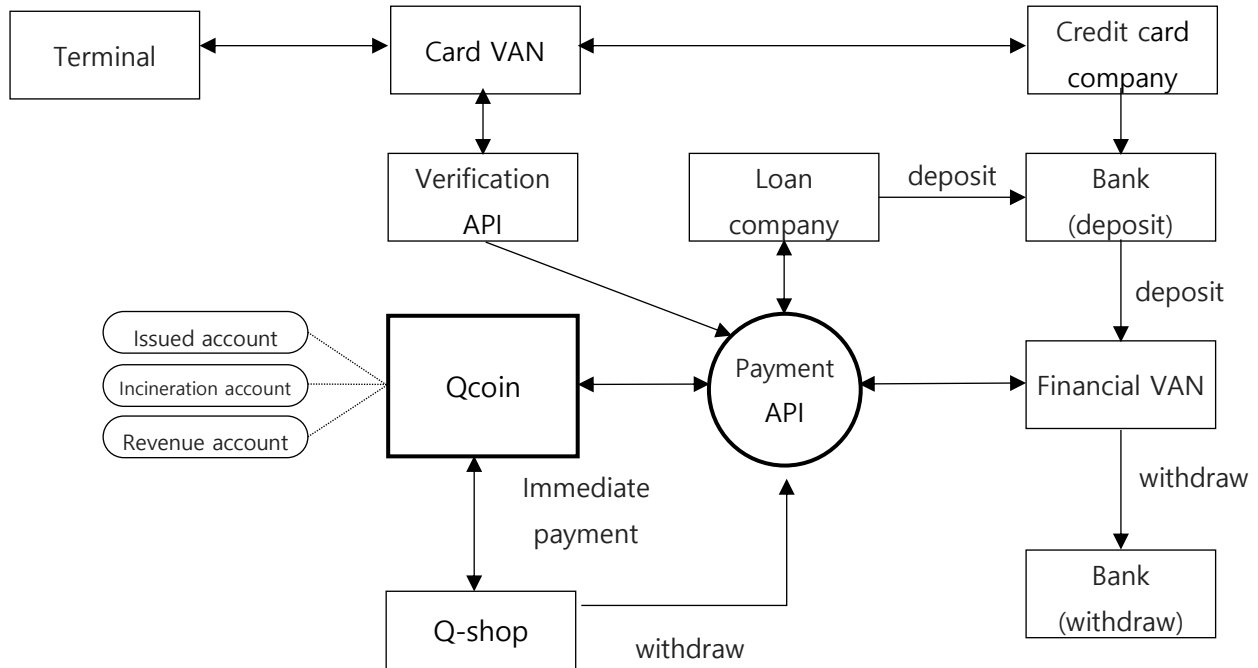 Terminal
Card VAN
Credit card
company
Verification
API
Loan
company
deposit
Bank
(deposit)
deposit
Issued account
Incineration account
Revenue account
Qcoin
Payment
API
Financial VAN
Immediate
payment
withdraw
Q-shop
withdraw
Bank
(withdraw)